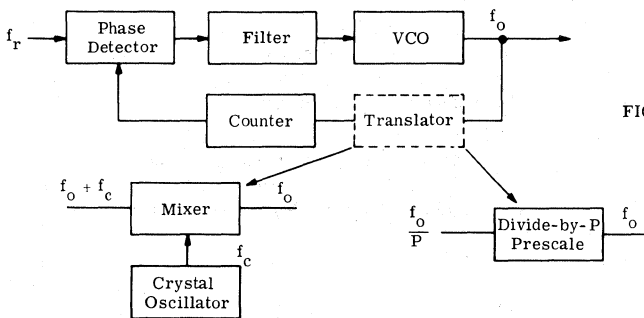 f_r
Phase
Detector
Filter
VCO
f_o
Counter
Translator
FIG
f_o + f_c
Mixer
f_o
f_c
Crystal
Oscillator
f_o
P
Divide-by-P
Prescale
f_o